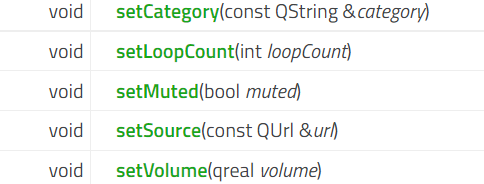 void setCategory(const QString &category)
void setLoopCount(int loopCount)
void setMuted(bool muted)
void setSource(const QUrl &url)
void setVolume(qreal volume)